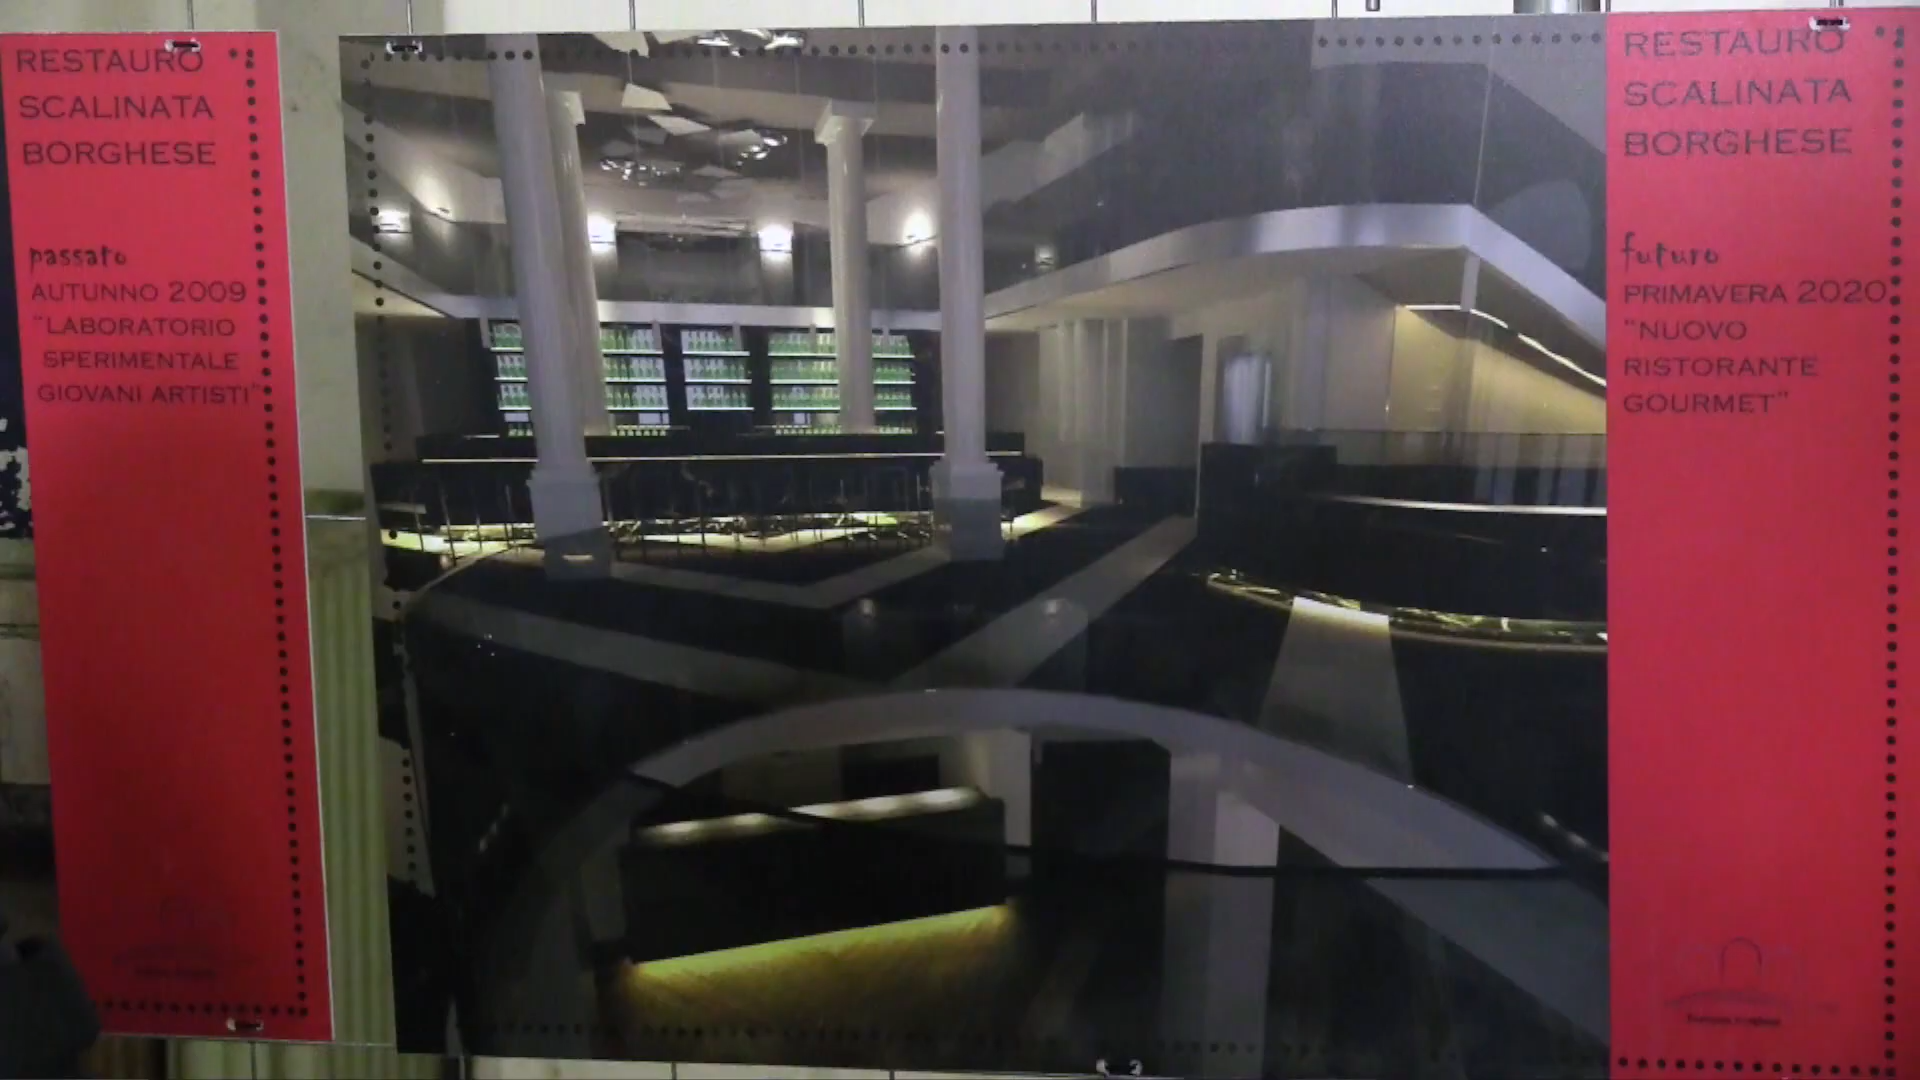 RESTAURO
SCALINATA
BORGHESE
passato
AUTUNNO 2009
"LABORATORIO
SPERIMENTALE
GIOVANI ARTISTI"
RESTAURO
SCALINATA
BORGHESE
futuro
PRIMAVERA 2020
"NUOVO
RISTORANTE
GOURMET"